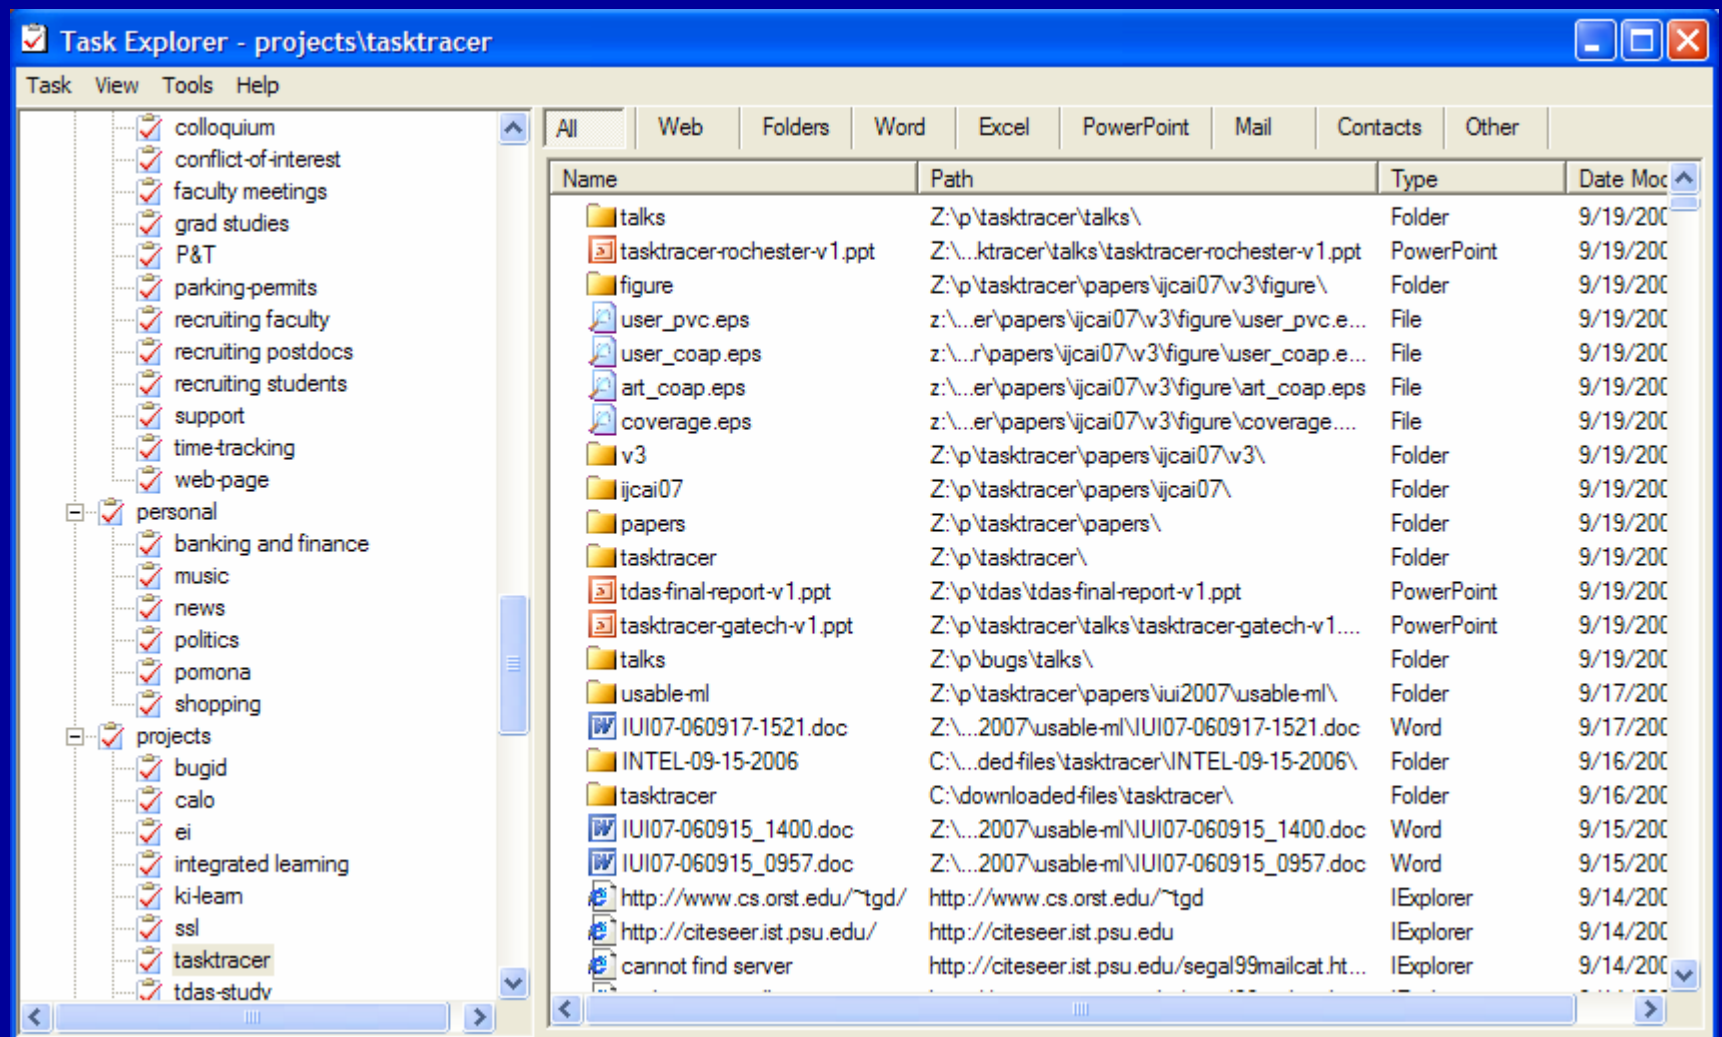 Task Explorer - projects\tasktracer
Task View Tools Help
colloquium
conflict-of-interest
faculty meetings
grad studies
P&T
parking-permits
recruiting faculty
recruiting postdocs
recruiting students
support
time-tracking
web-page
personal
banking and finance
music
news
politics
pomona
shopping
projects
bugid
calo
ei
integrated learning
ki-learn
ssl
tasktracer
tdas-study
All Web Folders Word Excel PowerPoint Mail Contacts Other
Name Path Type Date Moc
talks Z:\p\tasktracer\talks\ Folder 9/19/200
tasktracer-rochester-v1.ppt Z:\...ktracer\talks\tasktracer-rochester-v1.ppt PowerPoint 9/19/200
figure Z:\p\tasktracer\papers\ijcai07\v3\figure\ Folder 9/19/200
user_pvc.eps z:\...er\papers\ijcai07\v3\figure\user_pvc.e... File 9/19/200
user_coap.eps z:\...r\papers\ijcai07\v3\figure\user_coap.e... File 9/19/200
art_coap.eps z:\...er\papers\ijcai07\v3\figure\art_coap.eps File 9/19/200
coverage.eps z:\...er\papers\ijcai07\v3\figure\coverage.... File 9/19/200
v3 Z:\p\tasktracer\papers\ijcai07\v3\ Folder 9/19/200
ijcai07 Z:\p\tasktracer\papers\ijcai07\ Folder 9/19/200
papers Z:\p\tasktracer\papers\ Folder 9/19/200
tasktracer Z:\p\tasktracer\ Folder 9/19/200
tdas-final-report-v1.ppt Z:\p\tdas\tdas-final-report-v1.ppt PowerPoint 9/19/200
tasktracer-gatech-v1.ppt Z:\p\tasktracer\talks\tasktracer-gatech-v1.... PowerPoint 9/19/200
talks Z:\p\bugs\talks\ Folder 9/19/200
usable-ml Z:\p\tasktracer\papers\iui2007\usable-ml\ Folder 9/17/200
IUI07-060917-1521.doc Z:\...2007\usable-ml\IUI07-060917-1521.doc Word 9/17/200
INTEL-09-15-2006 C:\...ded-files\tasktracer\INTEL-09-15-2006\ Folder 9/16/200
tasktracer C:\downloaded-files\tasktracer\ Folder 9/16/200
IUI07-060915_1400.doc Z:\...2007\usable-ml\IUI07-060915_1400.doc Word 9/15/200
IUI07-060915_0957.doc Z:\...2007\usable-ml\IUI07-060915_0957.doc Word 9/15/200
http://www.cs.orst.edu/~tgd/ http://www.cs.orst.edu/~tgd IExplorer 9/14/200
http://citeseer.ist.psu.edu/ http://citeseer.ist.psu.edu IExplorer 9/14/200
cannot find server http://citeseer.ist.psu.edu/segal99mailcat.ht... IExplorer 9/14/200